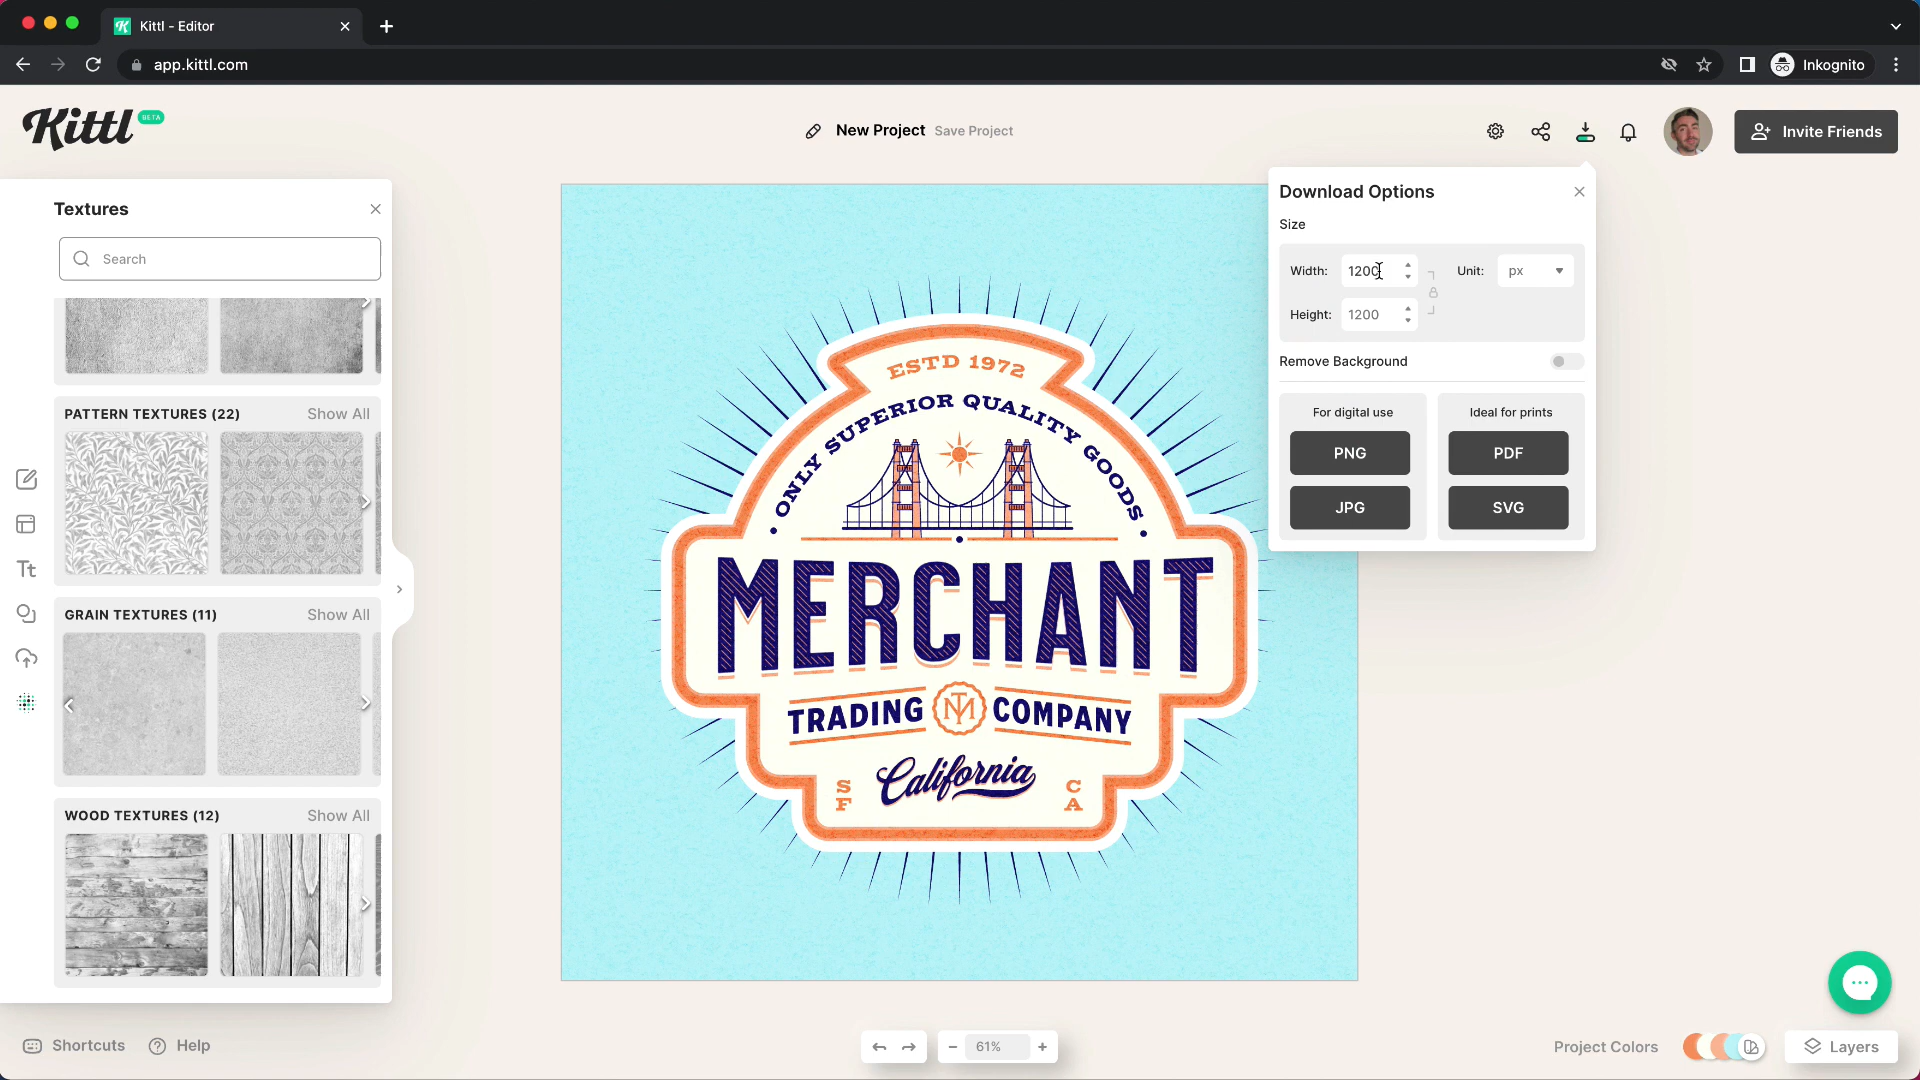 Kittl - Editor
app.kittl.com
Inkognito
Kittl BETA
New Project Save Project
Invite Friends
Textures
Search
PATTERN TEXTURES (22) Show All
GRAIN TEXTURES (11) Show All
WOOD TEXTURES (12) Show All
ESTD 1972
• ONLY SUPERIOR QUALITY GOODS •
MERCHANT
TRADING TM COMPANY
California
SF
CA
Download Options
Size
Width: 1200 Unit: px
Height: 1200
Remove Background
For digital use Ideal for prints
PNG PDF
JPG SVG
Shortcuts Help
61%
Project Colors
Layers